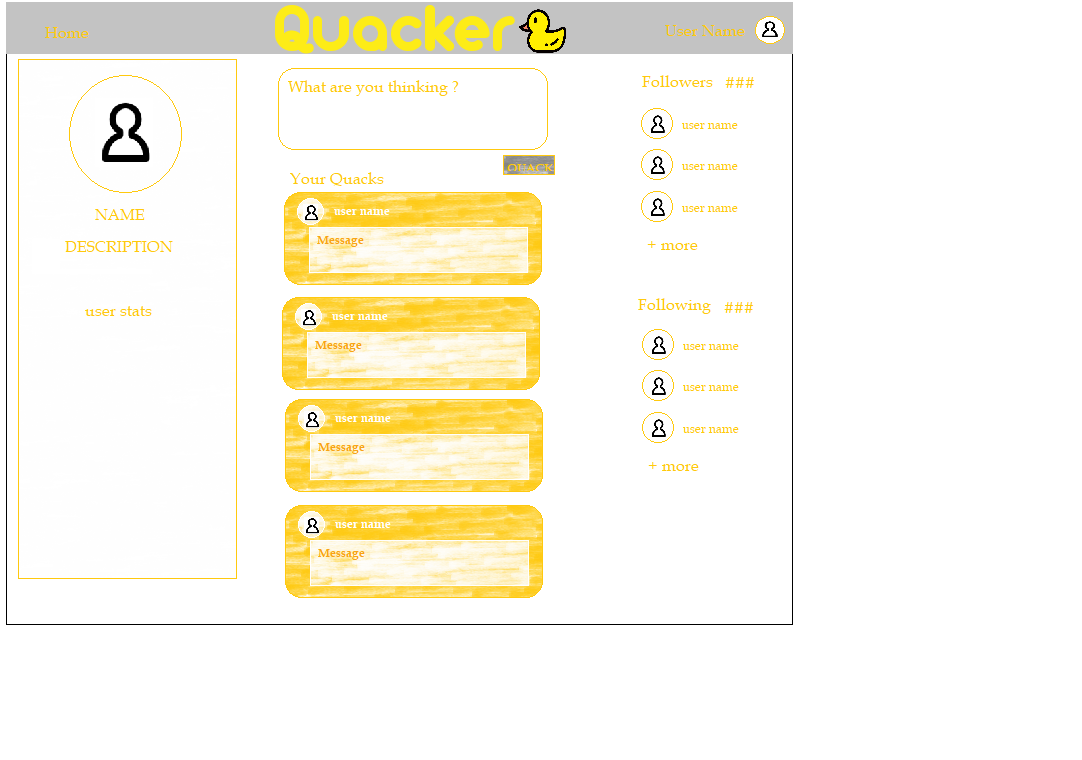 Home
Quacker
User Name
NAME
DESCRIPTION
user stats
What are you thinking ?
QUACK
Your Quacks
user name
Message
user name
Message
user name
Message
user name
Message
Followers ###
user name
user name
user name
+ more
Following ###
user name
user name
user name
+ more